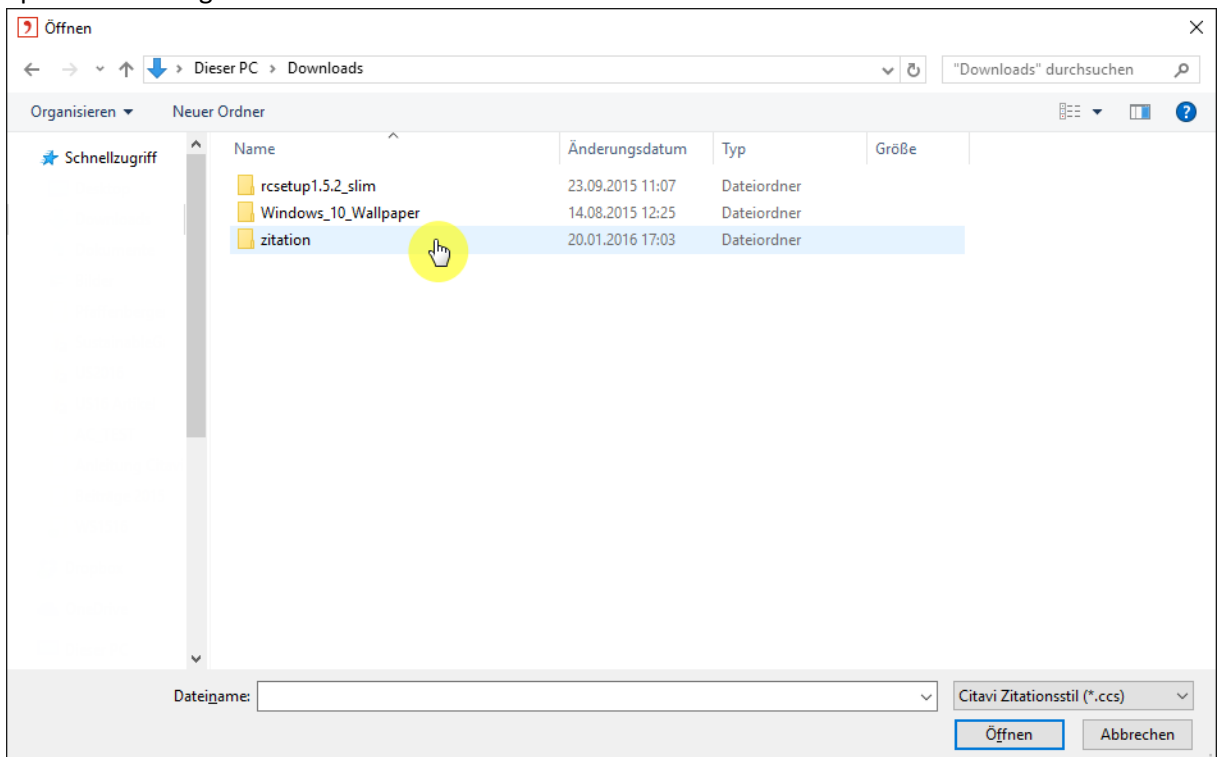 Öffnen
Dieser PC > Downloads
"Downloads" durchsuchen
Organisieren Neuer Ordner
Schnellzugriff
Name Änderungsdatum Typ Größe
rcsetup1.5.2_slim 23.09.2015 11:07 Dateiordner
Windows_10_Wallpaper 14.08.2015 12:25 Dateiordner
zitation 20.01.2016 17:03 Dateiordner
Dateiname: Citavi Zitationsstil (*.ccs)
Öffnen Abbrechen